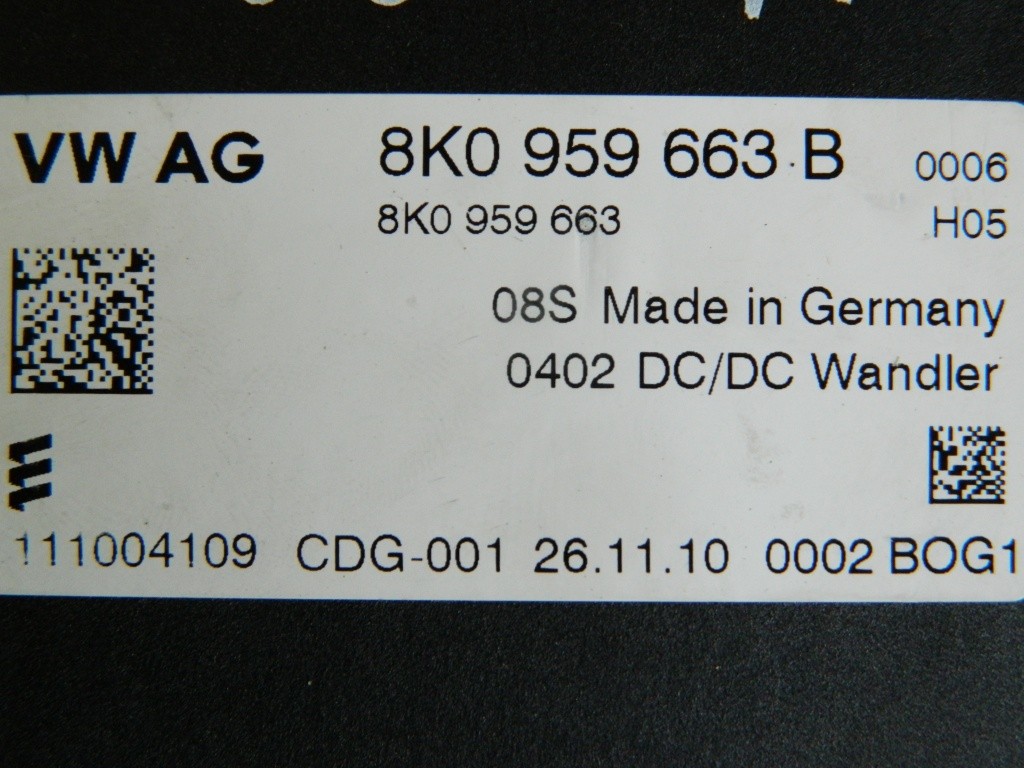 VW AG 8K0 959 663 B 0006
8K0 959 663 H05
08S Made in Germany
0402 DC/DC Wandler
111004109 CDG-001 26.11.10 0002 BOG1